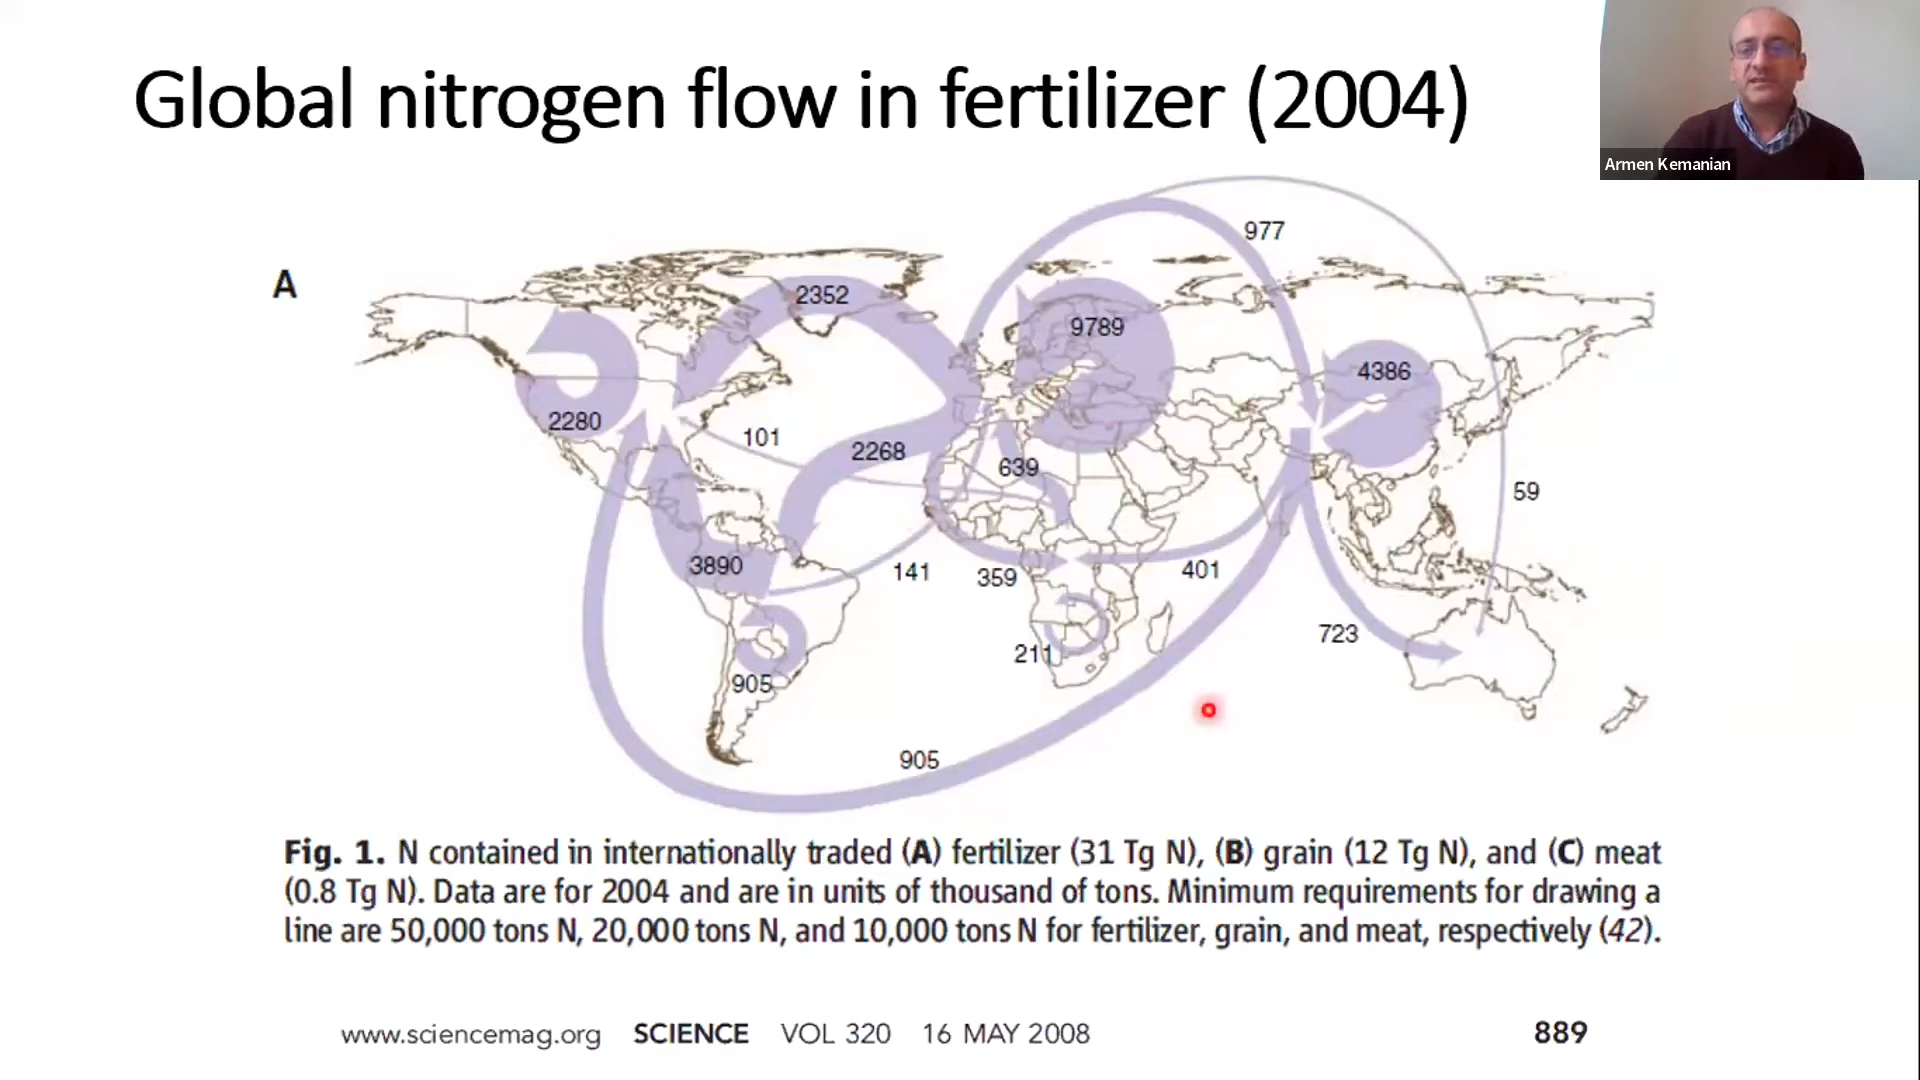 Global nitrogen flow in fertilizer (2004)
Armen Kemanian
A
977
2352
9789
4386
2280
101
2268
639
59
3890
141
359
401
723
211
905
905
Fig. 1. N contained in internationally traded (A) fertilizer (31 Tg N), (B) grain (12 Tg N), and (C) meat
(0.8 Tg N). Data are for 2004 and are in units of thousand of tons. Minimum requirements for drawing a
line are 50,000 tons N, 20,000 tons N, and 10,000 tons N for fertilizer, grain, and meat, respectively (42).
www.sciencemag.org SCIENCE VOL 320 16 MAY 2008 889